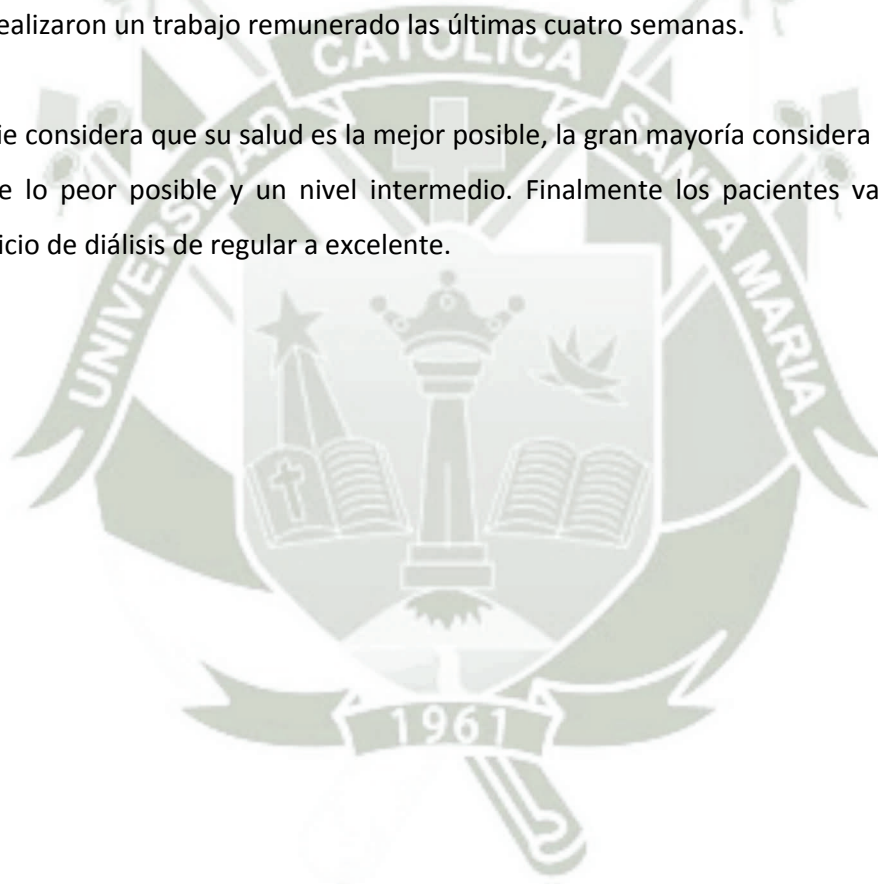 ealizaron un trabajo remunerado las últimas cuatro semanas.
ie considera que su salud es la mejor posible, la gran mayoría considera
e lo peor posible y un nivel intermedio. Finalmente los pacientes va
icio de diálisis de regular a excelente.
UNIVERSIDAD CATOLICA SANTA MARIA
1961